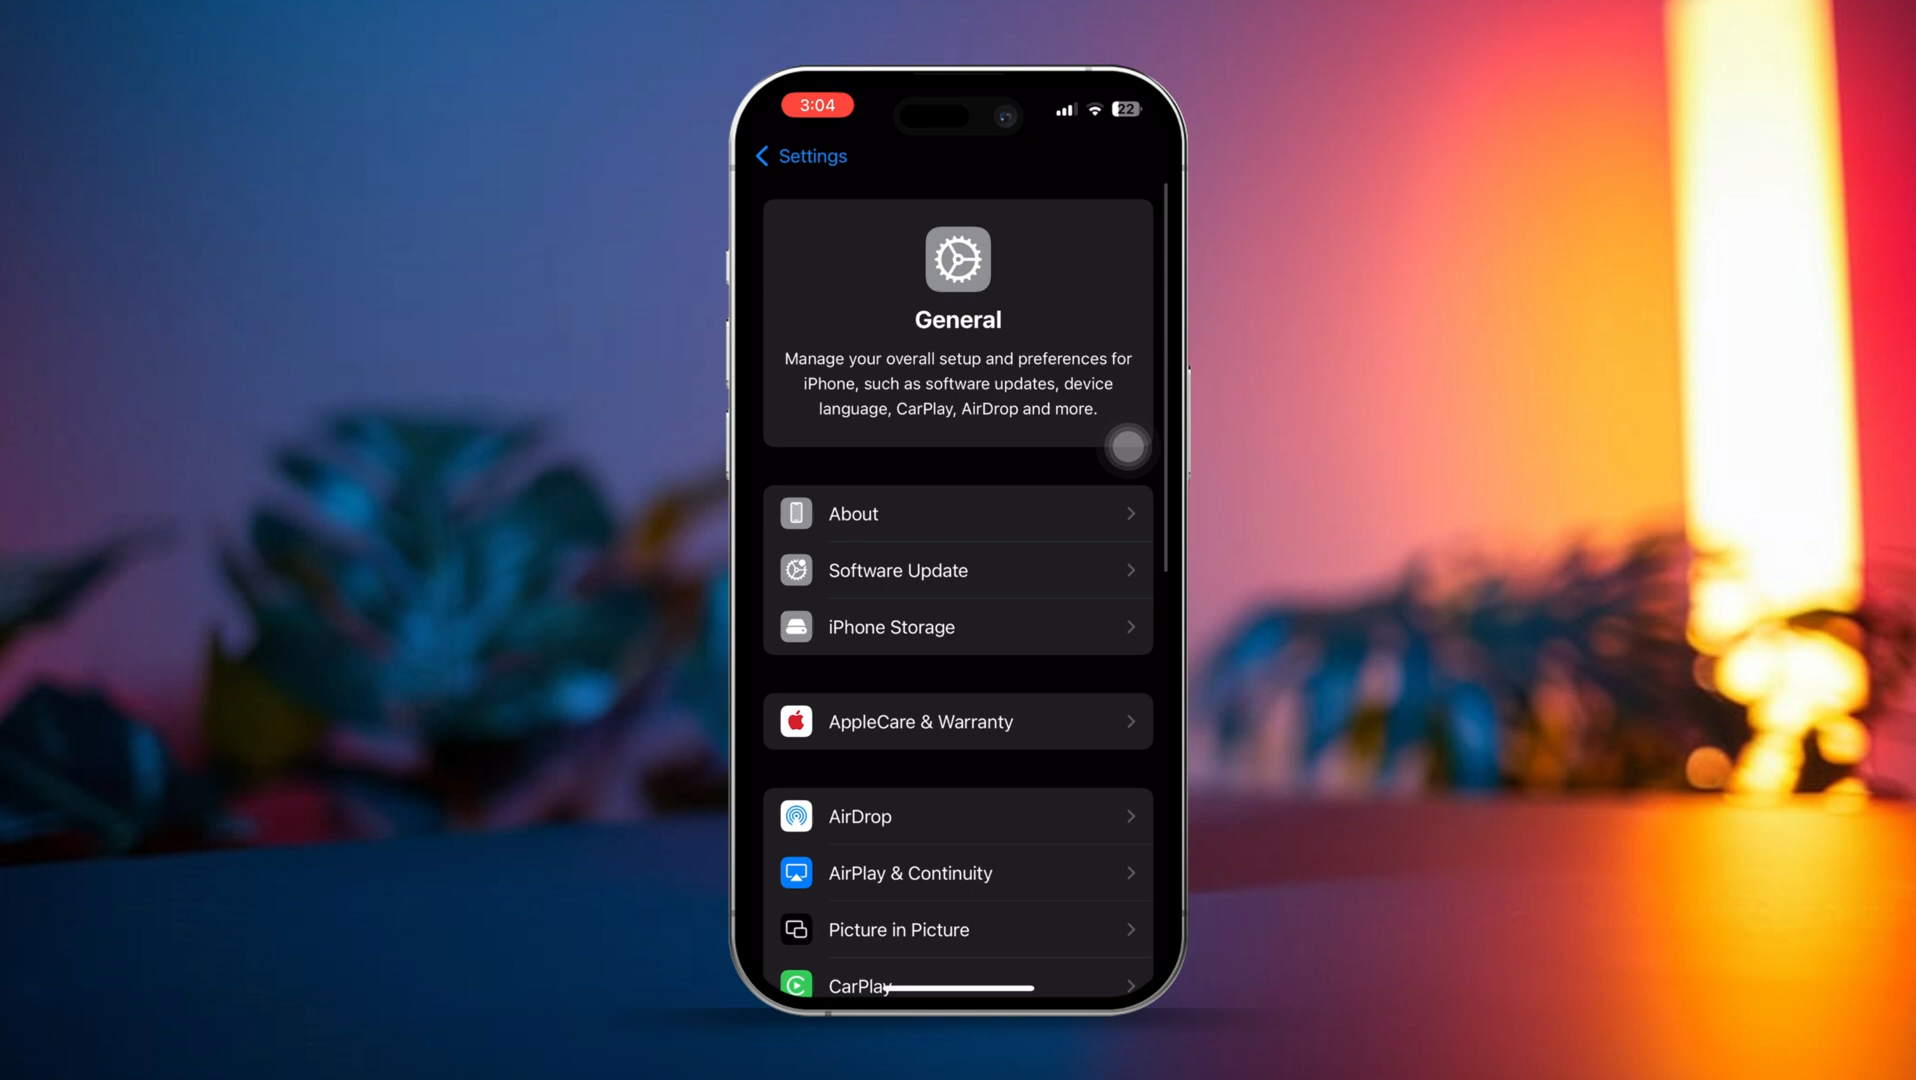 3:04
22
Settings
General
Manage your overall setup and preferences for
iPhone, such as software updates, device
language, CarPlay, AirDrop and more.
About
Software Update
iPhone Storage
AppleCare & Warranty
AirDrop
AirPlay & Continuity
Picture in Picture
CarPlay